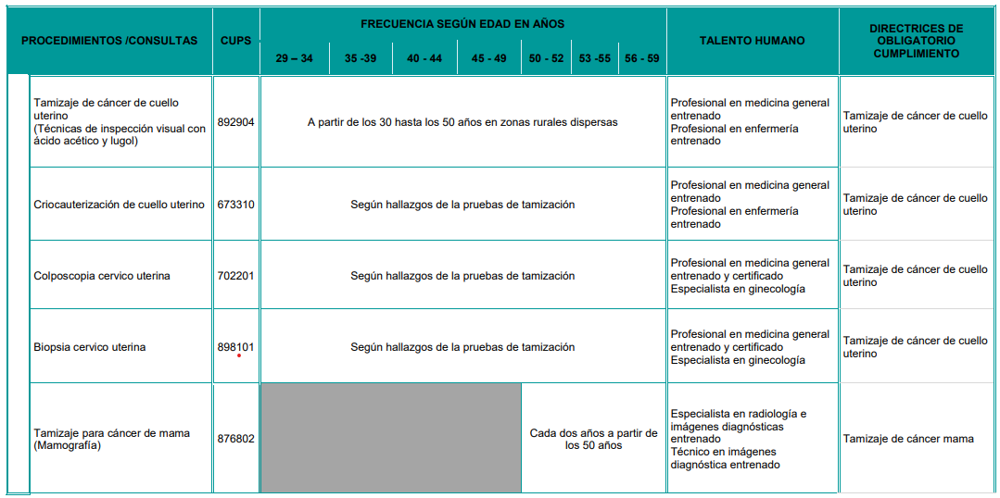 PROCEDIMIENTOS /CONSULTAS
CUPS
FRECUENCIA SEGÚN EDAD EN AÑOS
29 – 34
35 -39
40 - 44
45 - 49
50 - 52
53 -55
56 - 59
TALENTO HUMANO
DIRECTRICES DE
OBLIGATORIO
CUMPLIMIENTO
Tamizaje de cáncer de cuello
uterino
(Técnicas de inspección visual con
ácido acético y lugol)
892904
A partir de los 30 hasta los 50 años en zonas rurales dispersas
Profesional en medicina general
entrenado
Profesional en enfermería
entrenado
Tamizaje de cáncer de cuello
uterino
Criocauterización de cuello uterino
673310
Según hallazgos de la pruebas de tamización
Profesional en medicina general
entrenado
Profesional en enfermería
entrenado
Tamizaje de cáncer de cuello
uterino
Colposcopia cervico uterina
702201
Según hallazgos de la pruebas de tamización
Profesional en medicina general
entrenado y certificado
Especialista en ginecología
Tamizaje de cáncer de cuello
uterino
Biopsia cervico uterina
898101
Según hallazgos de la pruebas de tamización
Profesional en medicina general
entrenado y certificado
Especialista en ginecología
Tamizaje de cáncer de cuello
uterino
Tamizaje para cáncer de mama
(Mamografía)
876802
Cada dos años a partir de
los 50 años
Especialista en radiología e
imágenes diagnósticas
entrenado
Técnico en imágenes
diagnóstica entrenado
Tamizaje de cáncer mama